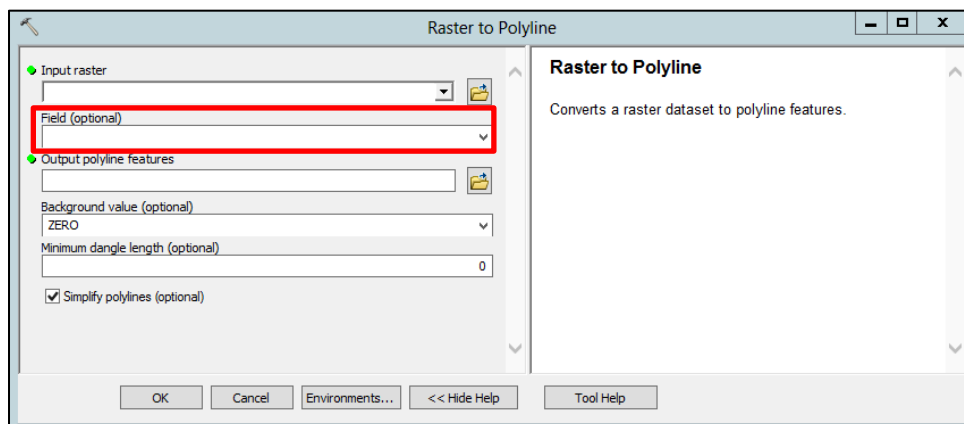 Raster to Polyline
Input raster
Field (optional)
Output polyline features
Background value (optional)
ZERO
Minimum dangle length (optional)
0
Simplify polylines (optional)
Raster to Polyline
Converts a raster dataset to polyline features.
OK
Cancel
Environments...
<< Hide Help
Tool Help